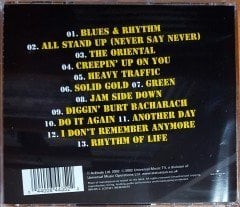 01. BLUES & RHYTHM
02. ALL STAND UP (NEVER SAY NEVER)
03. THE ORIENTAL
04. CREEPIN' UP ON YOU
05. HEAVY TRAFFIC
06. SOLID GOLD 07. GREEN
08. JAM SIDE DOWN
09. DIGGIN' BURT BACHARACH
10. DO IT AGAIN 11. ANOTHER DAY
12. I DON'T REMEMBER ANYMORE
13. RHYTHM OF LIFE